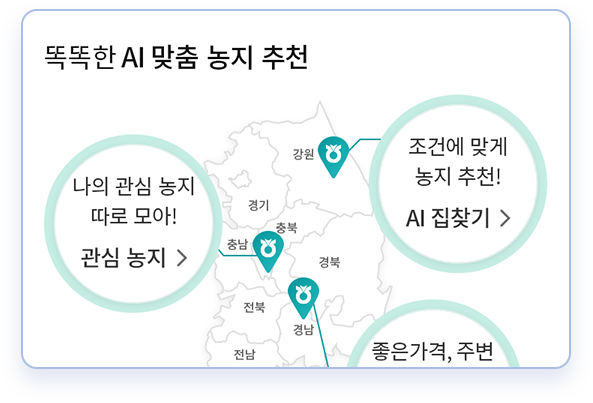 똑똑한 AI 맞춤 농지 추천
나의 관심 농지
따로 모아!
관심 농지 >
조건에 맞게
농지 추천!
AI 집찾기 >
강원
경기
충북
충남
경북
전북
경남
전남
좋은가격, 주변